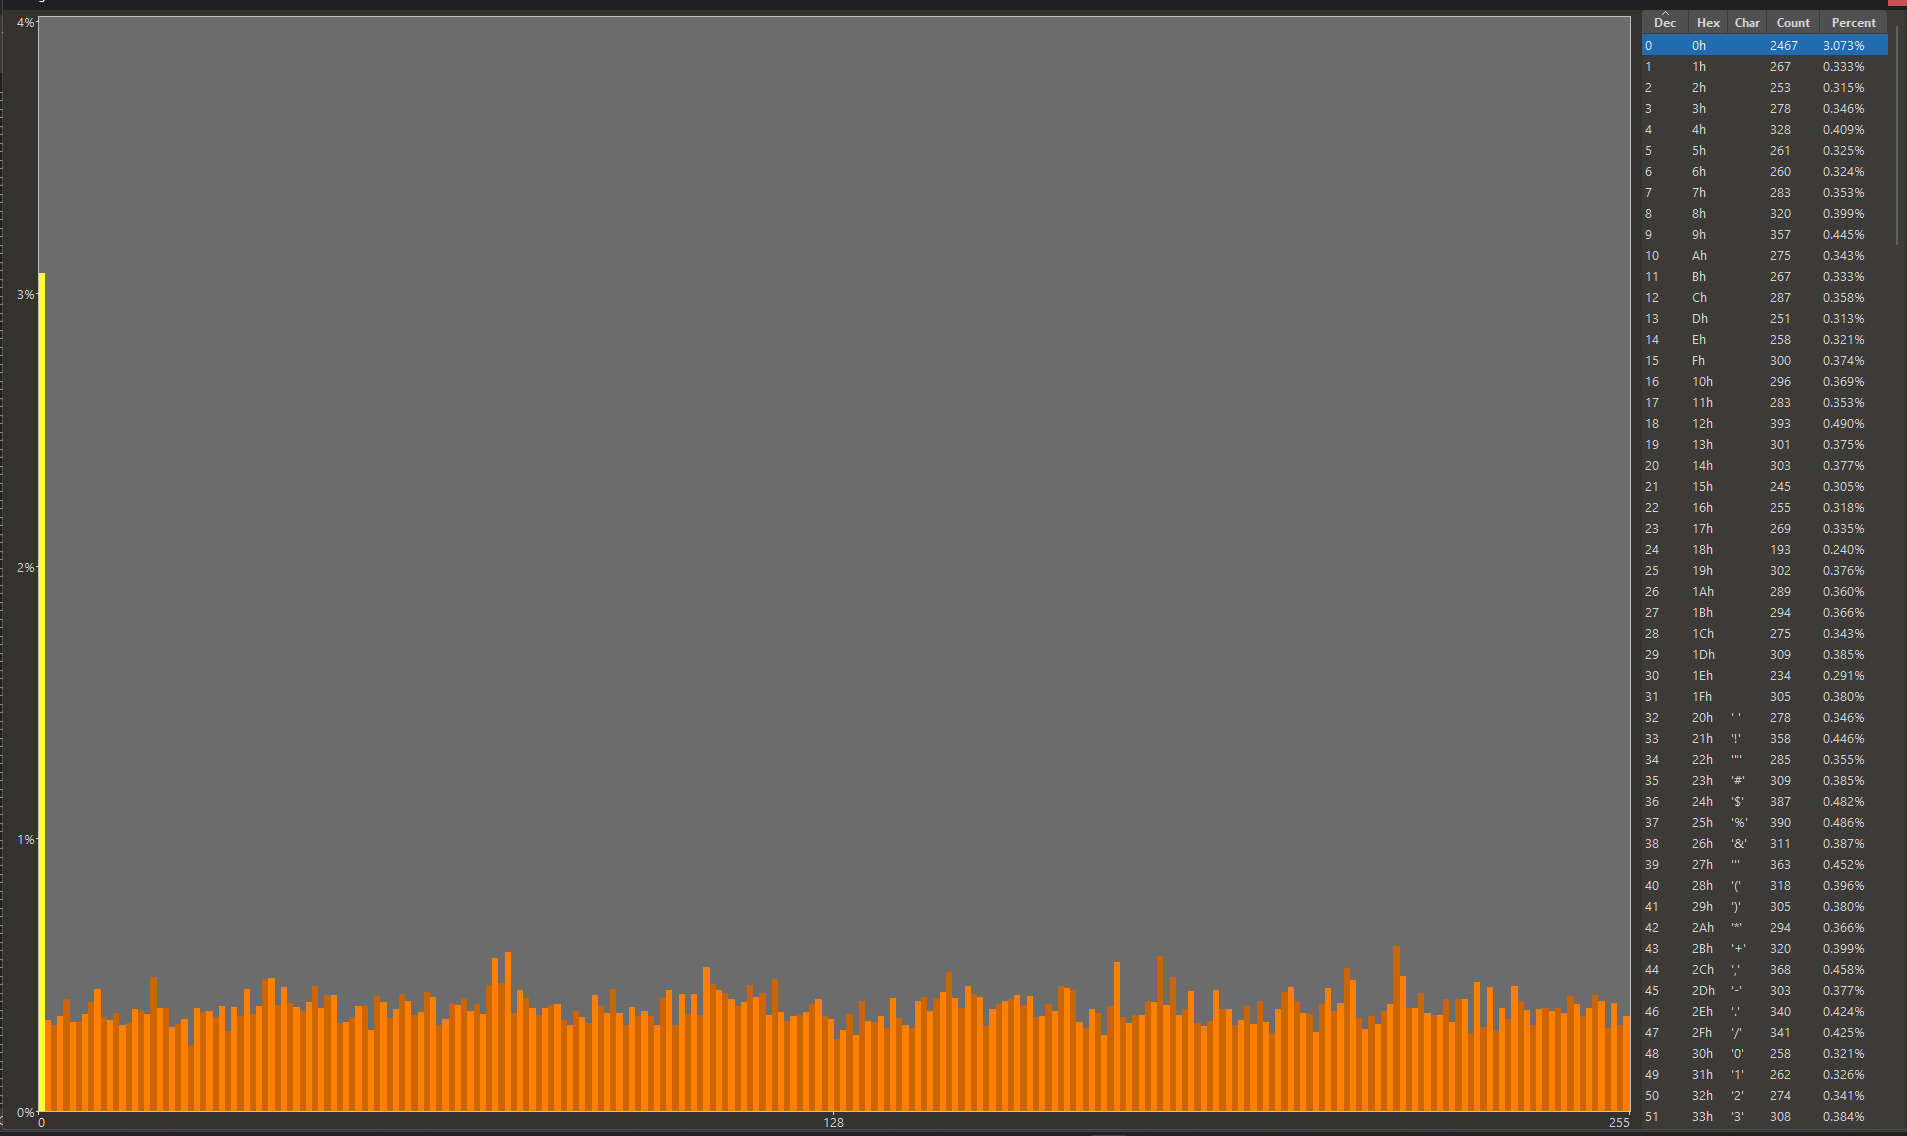 4%
3%
2%
1%
0%
0 128 255
Dec Hex Char Count Percent
0 0h 2467 3.073%
1 1h 267 0.333%
2 2h 253 0.315%
3 3h 278 0.346%
4 4h 328 0.409%
5 5h 261 0.325%
6 6h 260 0.324%
7 7h 283 0.353%
8 8h 320 0.399%
9 9h 357 0.445%
10 Ah 275 0.343%
11 Bh 267 0.333%
12 Ch 287 0.358%
13 Dh 251 0.313%
14 Eh 258 0.321%
15 Fh 300 0.374%
16 10h 296 0.369%
17 11h 283 0.353%
18 12h 393 0.490%
19 13h 301 0.375%
20 14h 303 0.377%
21 15h 245 0.305%
22 16h 255 0.318%
23 17h 269 0.335%
24 18h 193 0.240%
25 19h 302 0.376%
26 1Ah 289 0.360%
27 1Bh 294 0.366%
28 1Ch 275 0.343%
29 1Dh 309 0.385%
30 1Eh 234 0.291%
31 1Fh 305 0.380%
32 20h ' ' 278 0.346%
33 21h '!' 358 0.446%
34 22h '"' 285 0.355%
35 23h '#' 309 0.385%
36 24h '$' 387 0.482%
37 25h '%' 390 0.486%
38 26h '&' 311 0.387%
39 27h ''' 363 0.452%
40 28h '(' 318 0.396%
41 29h ')' 305 0.380%
42 2Ah '*' 294 0.366%
43 2Bh '+' 320 0.399%
44 2Ch ',' 368 0.458%
45 2Dh '-' 303 0.377%
46 2Eh '.' 340 0.424%
47 2Fh '/' 341 0.425%
48 30h '0' 258 0.321%
49 31h '1' 262 0.326%
50 32h '2' 274 0.341%
51 33h '3' 308 0.384%